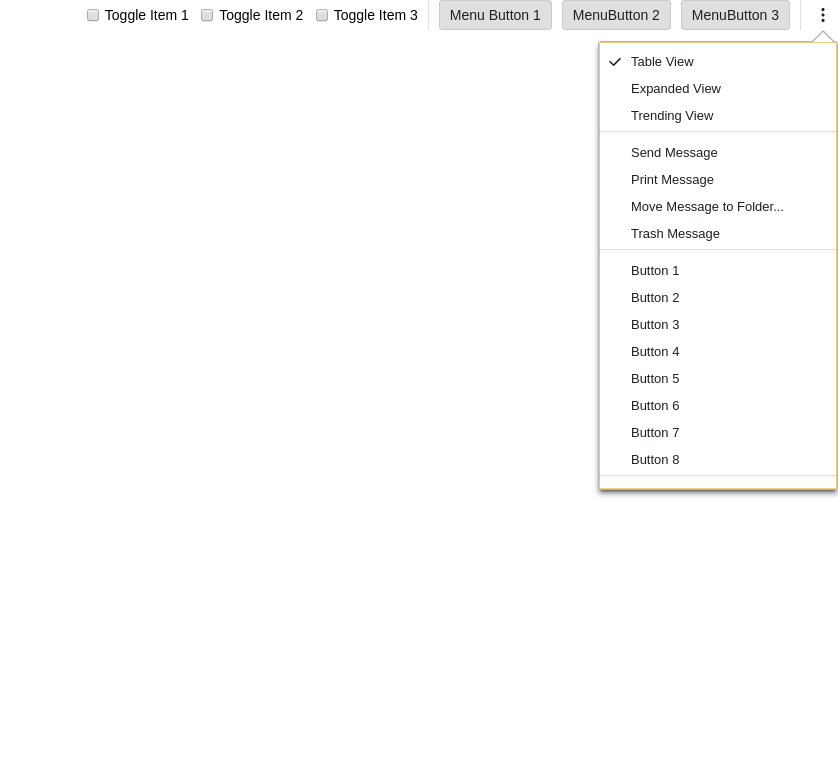 Toggle Item 1 Toggle Item 2 Toggle Item 3 Menu Button 1 MenuButton 2 MenuButton 3
Table View
Expanded View
Trending View
Send Message
Print Message
Move Message to Folder...
Trash Message
Button 1
Button 2
Button 3
Button 4
Button 5
Button 6
Button 7
Button 8